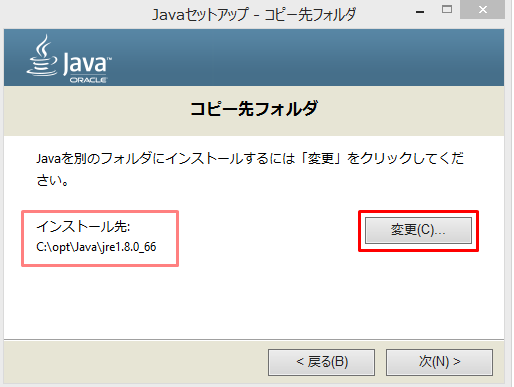 Javaセットアップ - コピー先フォルダ
Java™
ORACLE
コピー先フォルダ
Javaを別のフォルダにインストールするには「変更」をクリックしてくだ
さい。
インストール先:
C:\opt\Java\jre1.8.0_66
変更(C)...
< 戻る(B)
次(N) >